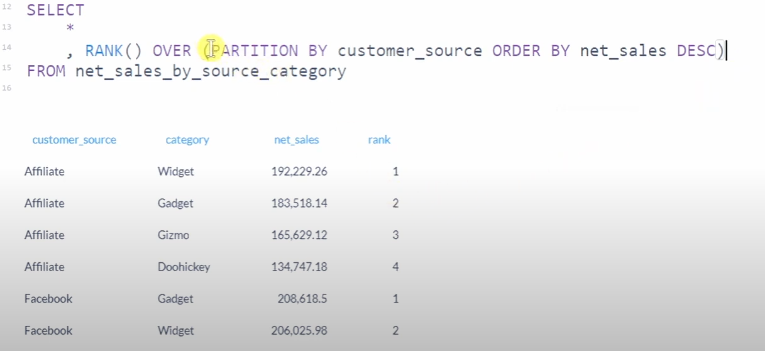 12 SELECT
13 *
14 , RANK() OVER (PARTITION BY customer_source ORDER BY net_sales DESC)
15 FROM net_sales_by_source_category
16
customer_source category net_sales rank
Affiliate Widget 192,229.26 1
Affiliate Gadget 183,518.14 2
Affiliate Gizmo 165,629.12 3
Affiliate Doohickey 134,747.18 4
Facebook Gadget 208,618.5 1
Facebook Widget 206,025.98 2